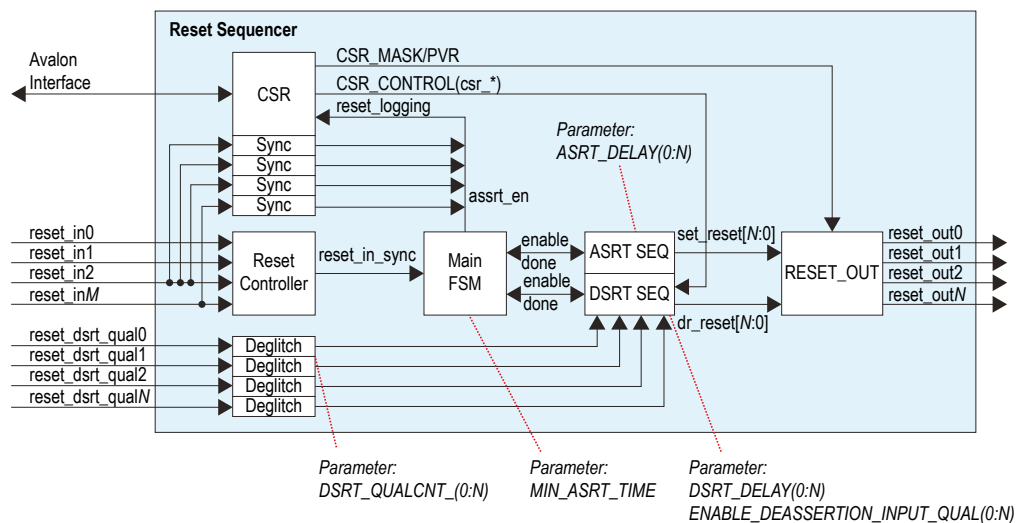 Reset Sequencer
Avalon
Interface
CSR
CSR_MASK/PVR
CSR_CONTROL(csr_*)
reset_logging
Sync
Sync
Sync
Sync
assrt_en
Parameter:
ASRT_DELAY(0:N)
reset_in0
reset_in1
reset_in2
reset_inM
Reset
Controller
reset_in_sync
Main
FSM
enable
done
enable
done
ASRT SEQ
DSRT SEQ
set_reset[N:0]
dr_reset[N:0]
RESET_OUT
reset_out0
reset_out1
reset_out2
reset_outN
reset_dsrt_qual0
reset_dsrt_qual1
reset_dsrt_qual2
reset_dsrt_qualN
Deglitch
Deglitch
Deglitch
Deglitch
Parameter:
DSRT_QUALCNT_(0:N)
Parameter:
MIN_ASRT_TIME
Parameter:
DSRT_DELAY(0:N)
ENABLE_DEASSERTION_INPUT_QUAL(0:N)